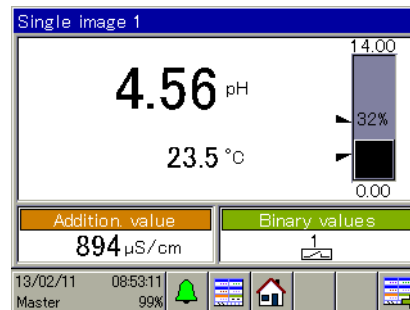 Single image 1
14.00
4.56 pH
32%
23.5 °C
0.00
Addition. value
Binary values
894 µS/cm
1
13/02/11 08:53:11
Master 99%